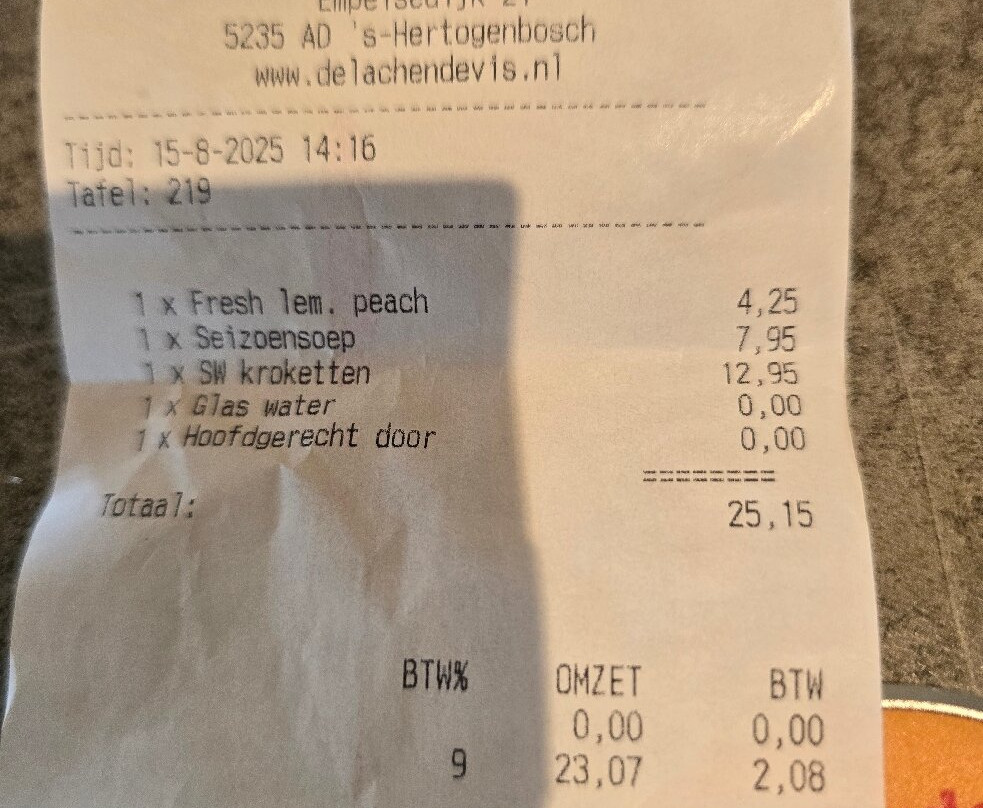 5235 AD 's-Hertogenbosch
www.delachendevis.nl
Tijd: 15-8-2025 14:16
Tafel: 219
1 x Fresh lem. peach 4,25
1 x Seizoensoep 7,95
1 x SW kroketten 12,95
1 x Glas water 0,00
1 x Hoofdgerecht door 0,00
Totaal: 25,15
BTW% OMZET BTW
0,00 0,00
9 23,07 2,08